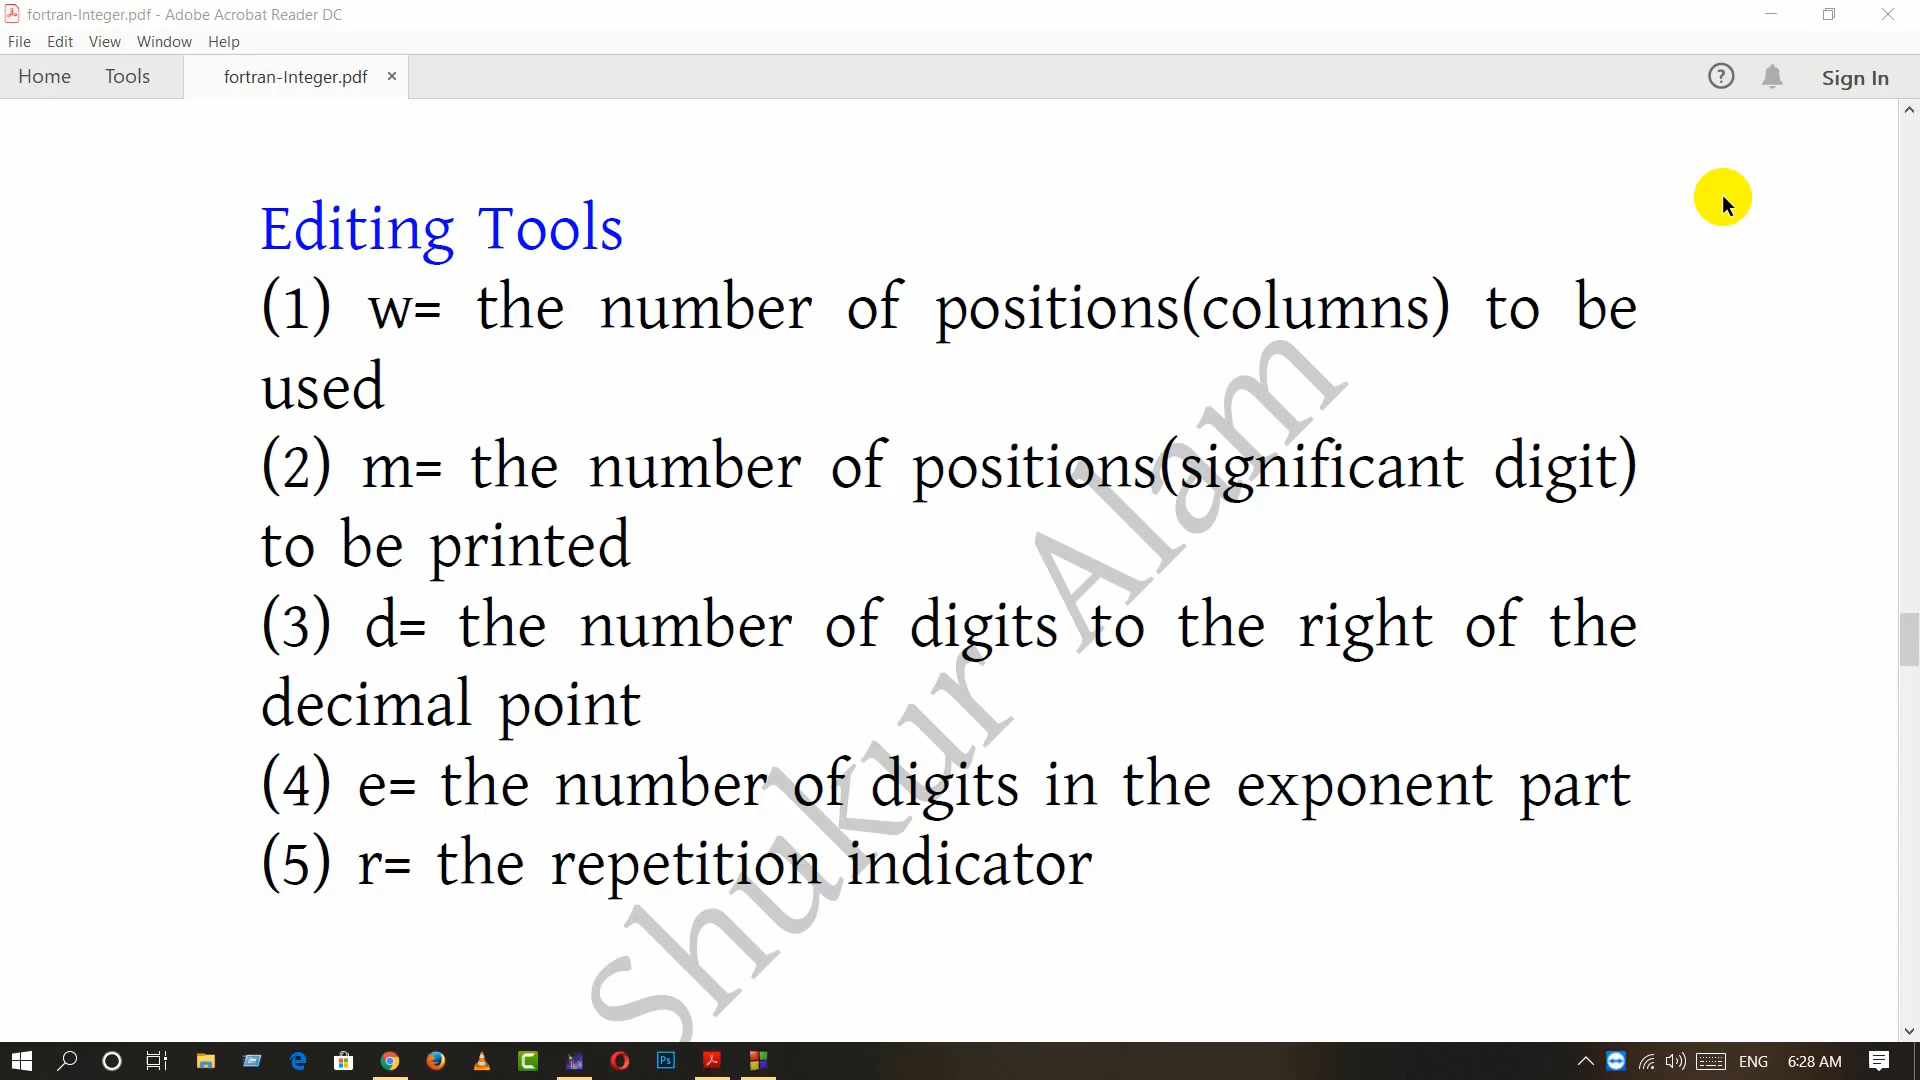 fortran-Integer.pdf - Adobe Acrobat Reader DC
File Edit View Window Help
Home Tools fortran-Integer.pdf × Sign In
Editing Tools
(1) w= the number of positions(columns) to be
used
(2) m= the number of positions(significant digit)
to be printed
(3) d= the number of digits to the right of the
decimal point
(4) e= the number of digits in the exponent part
(5) r= the repetition indicator
Shukur Alam
Ps ENG 6:28 AM